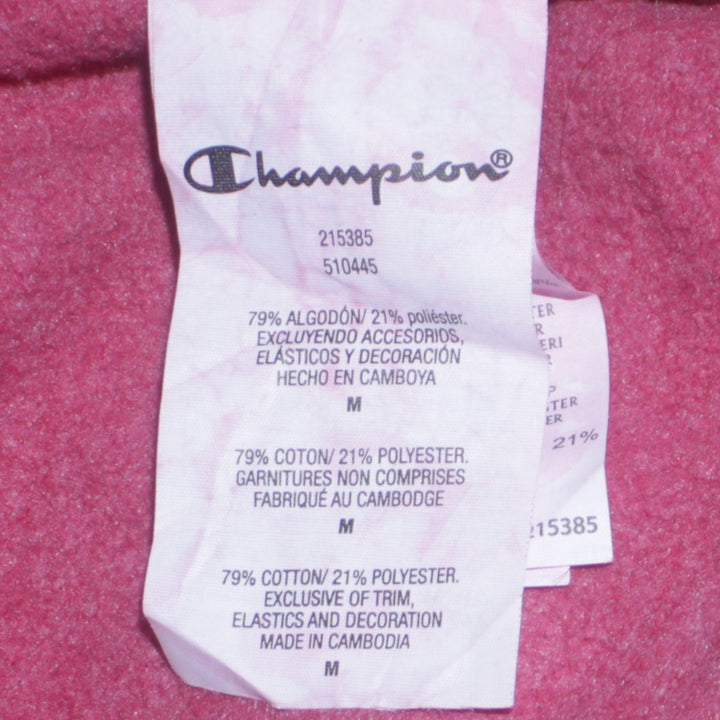 Champion®
215385
510445
79% ALGODÓN/ 21% poliéster.
EXCLUYENDO ACCESORIOS,
ELÁSTICOS Y DECORACIÓN
HECHO EN CAMBOYA
M
79% COTON/ 21% POLYESTER.
GARNITURES NON COMPRISES
FABRIQUÉ AU CAMBODGE
M
79% COTTON/ 21% POLYESTER.
EXCLUSIVE OF TRIM,
ELASTICS AND DECORATION
MADE IN CAMBODIA
M
21%
215385